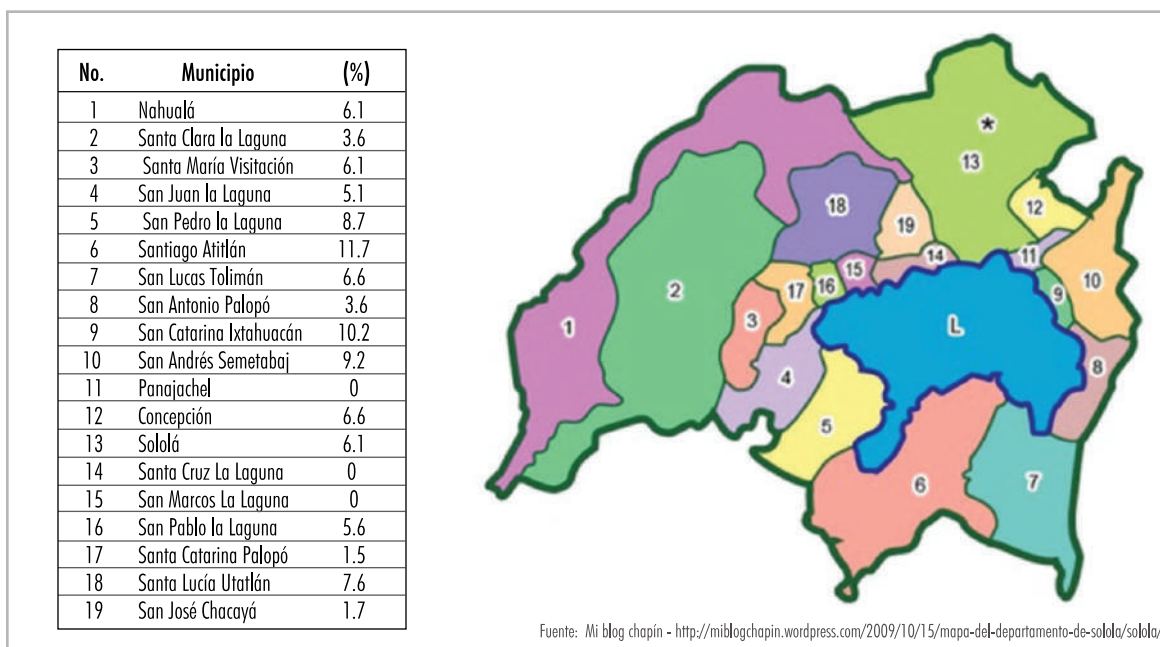 No. Municipio (%)
1 Nahualá 6.1
2 Santa Clara la Laguna 3.6
3 Santa María Visitación 6.1
4 San Juan la Laguna 5.1
5 San Pedro la Laguna 8.7
6 Santiago Atitlán 11.7
7 San Lucas Tolimán 6.6
8 San Antonio Palopó 3.6
9 San Catarina Ixtahuacán 10.2
10 San Andrés Semetabaj 9.2
11 Panajachel 0
12 Concepción 6.6
13 Sololá 6.1
14 Santa Cruz La Laguna 0
15 San Marcos La Laguna 0
16 San Pablo la Laguna 5.6
17 Santa Catarina Palopó 1.5
18 Santa Lucía Utatlán 7.6
19 San José Chacayá 1.7
*
13
12
18
19
11
14
15
10
16
17
9
2
3
L
1
8
4
5
6
7
Fuente: Mi blog chapín - http://miblogchapin.wordpress.com/2009/10/15/mapa-del-departamento-de-solola/solola/